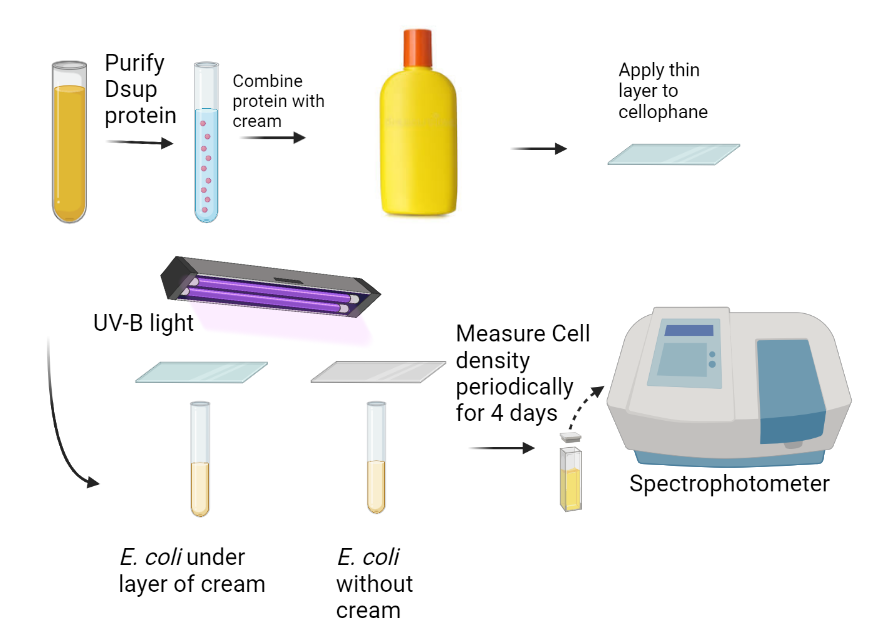 Purify
Dsup
protein
Combine
protein with
cream
Apply thin
layer to
cellophane
UV-B light
Measure Cell
density
periodically
for 4 days
Spectrophotometer
E. coli under
layer of cream
E. coli
without
cream